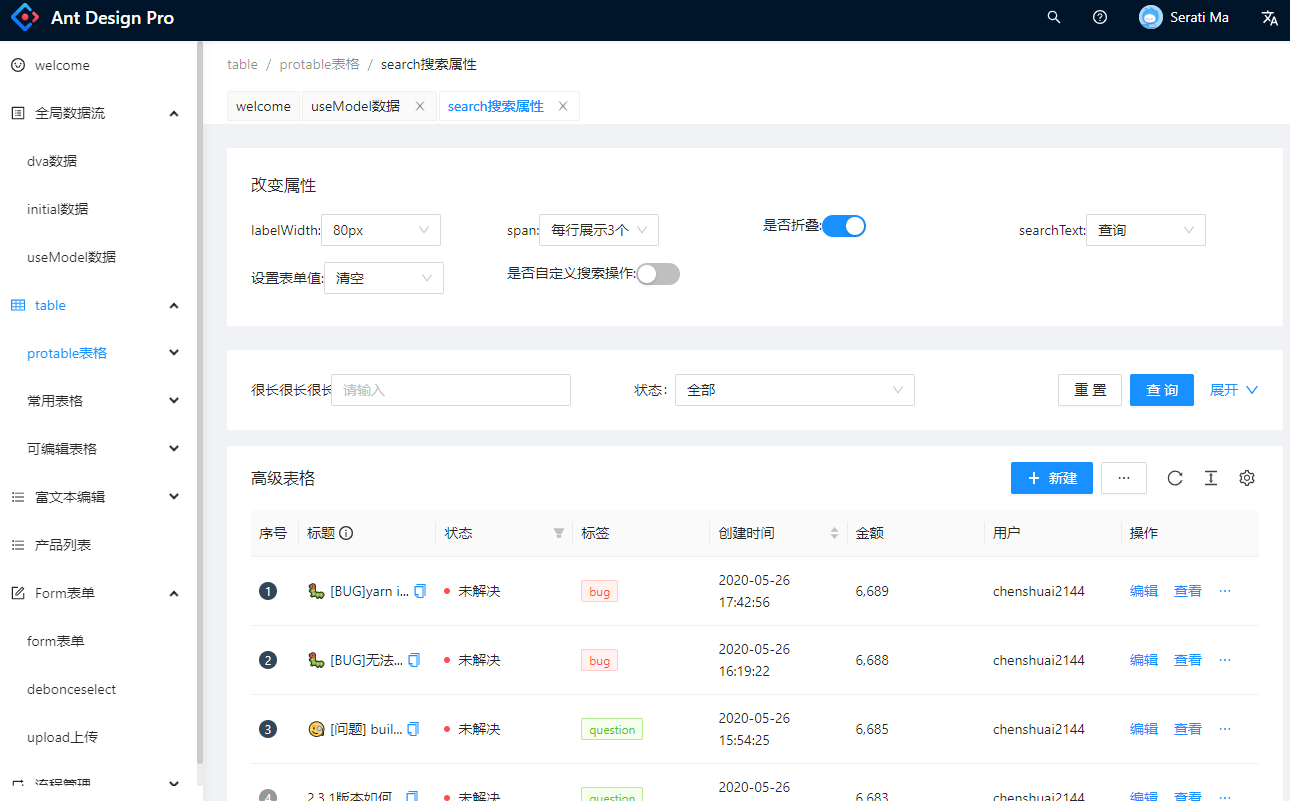 Ant Design Pro
Serati Ma
welcome
全局数据流
dva数据
initial数据
useModel数据
table
protable表格
常用表格
可编辑表格
富文本编辑
产品列表
Form表单
form表单
debonceselect
upload上传
流程管理
table / protable表格 / search搜索属性
welcome useModel数据 search搜索属性
改变属性
labelWidth: 80px span: 每行展示3个 是否折叠: searchText: 查询
设置表单值: 清空 是否自定义搜索操作:
很长很长很长 请输入 状态: 全部 重 置 查 询 展开
高级表格 + 新建 ...
序号 标题 状态 标签 创建时间 金额 用户 操作
1 [BUG]yarn i... 未解决 bug 2020-05-26 6,689 chenshuai2144 编辑 查看 ...
17:42:56
2 [BUG]无法... 未解决 bug 2020-05-26 6,688 chenshuai2144 编辑 查看 ...
16:19:22
3 [问题] buil... 未解决 question 2020-05-26 6,685 chenshuai2144 编辑 查看 ...
15:54:25
4 2.3.1版本如何... 未解决 question 2020-05-26 6,683 chenshuai2144 编辑 查看 ...